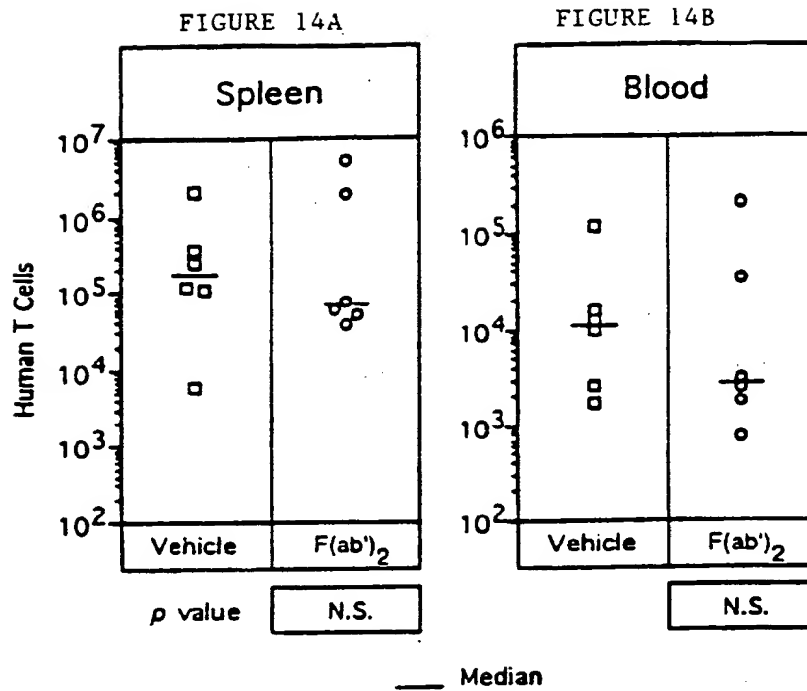 FIGURE 14A
FIGURE 14B
Spleen
Blood
Human T Cells
10^7
10^6
10^5
10^4
10^3
10^2
10^6
10^5
10^4
10^3
10^2
Vehicle
F(ab')2
Vehicle
F(ab')2
p value
N.S.
N.S.
Median